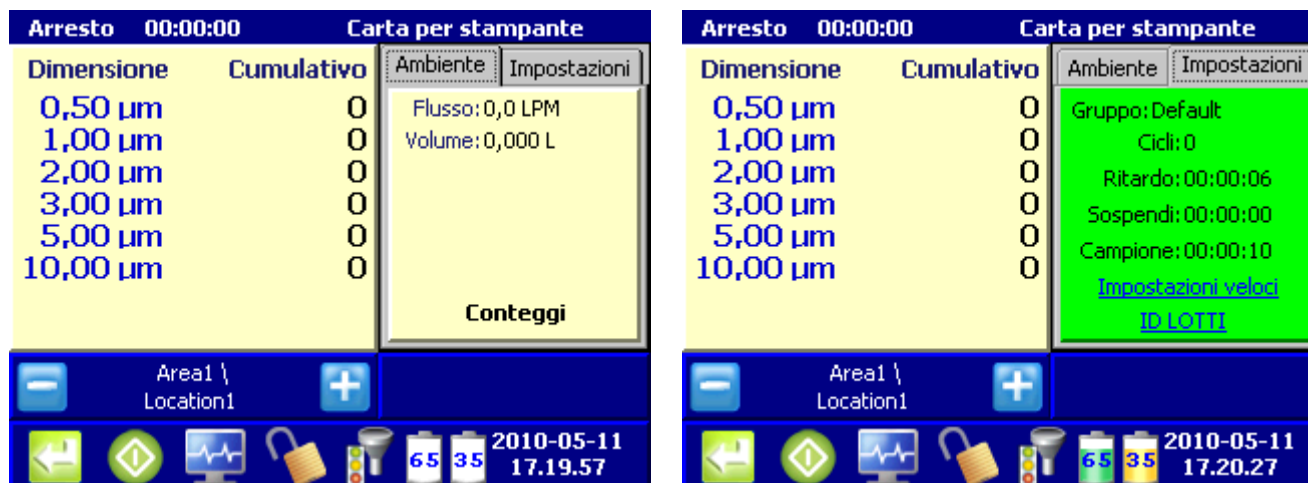 Arresto 00:00:00 Carta per stampante
Dimensione Cumulativo
0,50 µm 0
1,00 µm 0
2,00 µm 0
3,00 µm 0
5,00 µm 0
10,00 µm 0
Ambiente Impostazioni
Flusso: 0,0 LPM
Volume: 0,000 L
Conteggi
Area1 \
Location1
65 35 2010-05-11
17.19.57
Arresto 00:00:00 Carta per stampante
Dimensione Cumulativo
0,50 µm 0
1,00 µm 0
2,00 µm 0
3,00 µm 0
5,00 µm 0
10,00 µm 0
Ambiente Impostazioni
Gruppo: Default
Cicli: 0
Ritardo: 00:00:06
Sospendi: 00:00:00
Campione: 00:00:10
Impostazioni veloci
ID LOTTI
Area1 \
Location1
65 35 2010-05-11
17.20.27